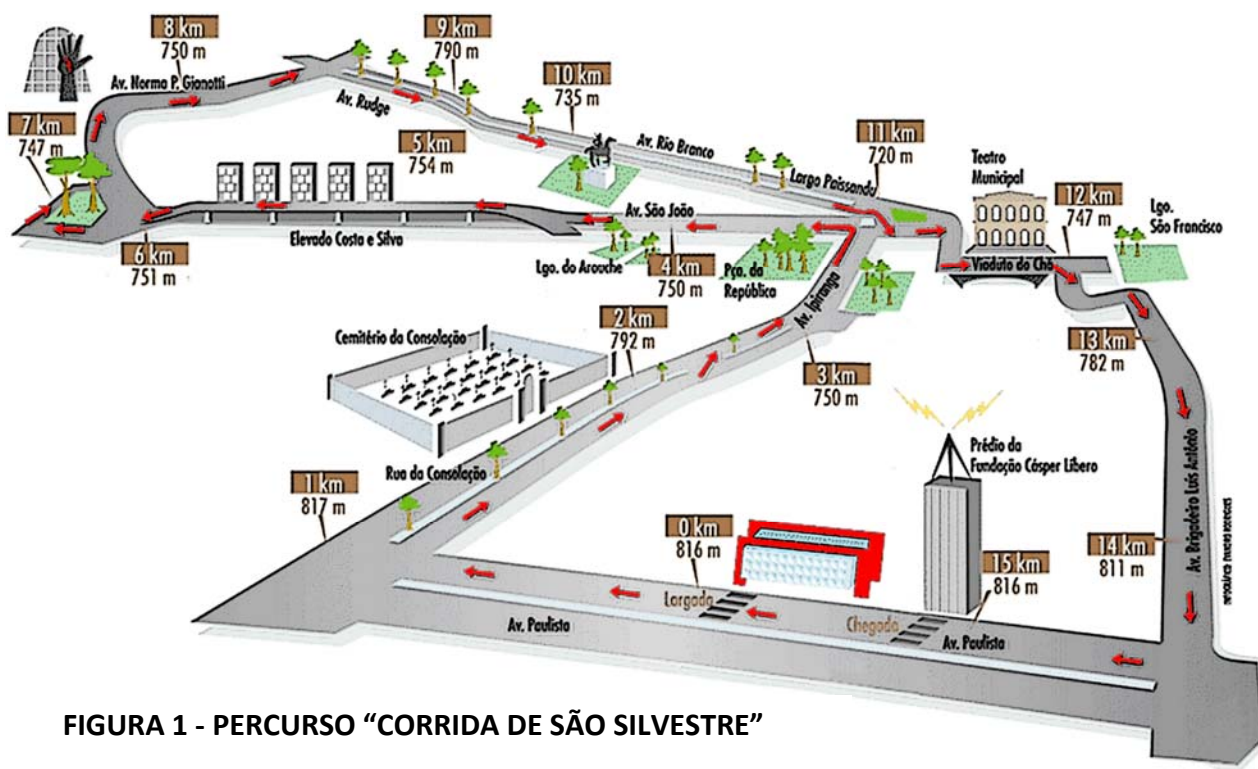 8 km
750 m
9 km
790 m
Av. Norma P. Gianotti
10 km
735 m
7 km
747 m
Av. Rudge
5 km
754 m
Av. Rio Branco
11 km
720 m
Largo Paissandu
Teatro
Municipal
12 km
747 m
Lgo.
São Francisco
Av. São João
Elevado Costa e Silva
Viaduto do Chá
6 km
751 m
Lgo. do Arouche
4 km
750 m
Pça. da
República
Av. Ipiranga
2 km
792 m
Cemitério da Consolação
13 km
782 m
3 km
750 m
Prédio da
Fundação Cásper Líbero
Rua da Consolação
1 km
817 m
Av. Brigadeiro Luís Antônio
0 km
816 m
14 km
811 m
15 km
816 m
Largada
Chegada
Av. Paulista
Av. Paulista
FIGURA 1 - PERCURSO “CORRIDA DE SÃO SILVESTRE”